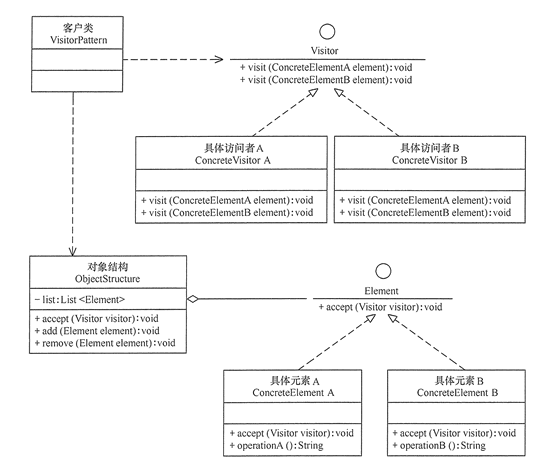 客户类
VisitorPattern
Visitor
+ visit (ConcreteElementA element):void
+ visit (ConcreteElementB element):void
具体访问者A
ConcreteVisitor A
+ visit (ConcreteElementA element):void
+ visit (ConcreteElementB element):void
具体访问者B
ConcreteVisitor B
+ visit (ConcreteElementA element):void
+ visit (ConcreteElementB element):void
对象结构
ObjectStructure
- list:List <Element>
+ accept (Visitor visitor):void
+ add (Element element):void
+ remove (Element element):void
Element
+ accept (Visitor visitor):void
具体元素A
ConcreteElement A
+ accept (Visitor visitor):void
+ operationA ():String
具体元素B
ConcreteElement B
+ accept (Visitor visitor):void
+ operationB ():String